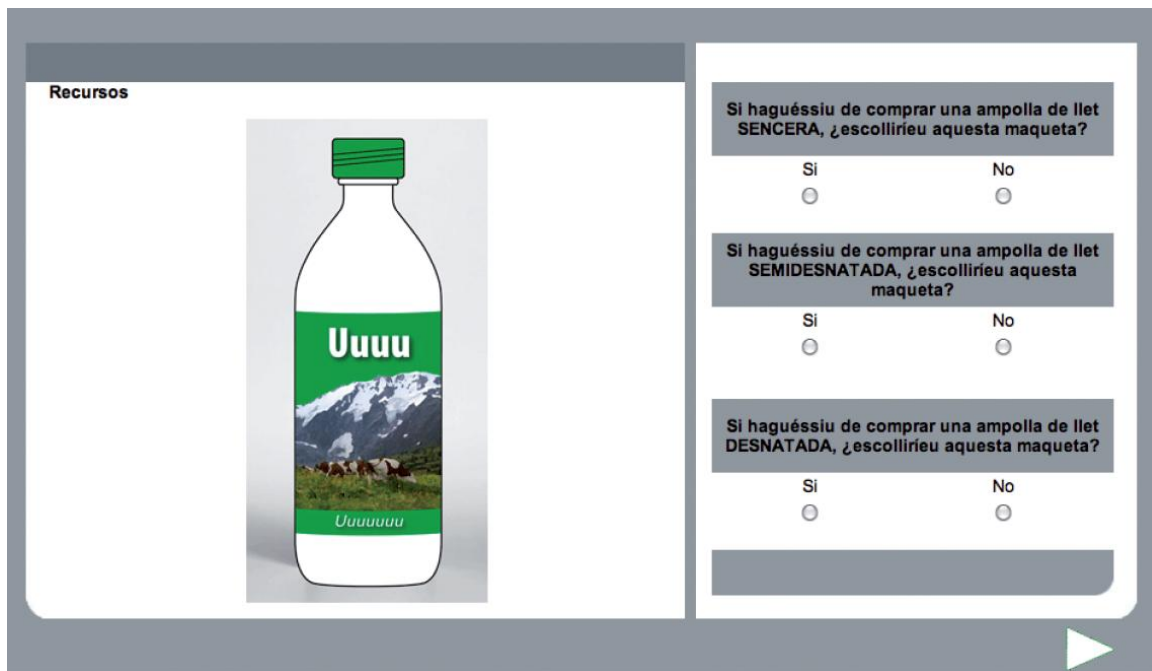 Recursos
Uuuu
Uuuuuuu
Si haguéssiu de comprar una ampolla de llet
SENCERA, ¿escolliríeu aquesta maqueta?
Si No
Si haguéssiu de comprar una ampolla de llet
SEMIDESNATADA, ¿escolliríeu aquesta
maqueta?
Si No
Si haguéssiu de comprar una ampolla de llet
DESNATADA, ¿escolliríeu aquesta maqueta?
Si No